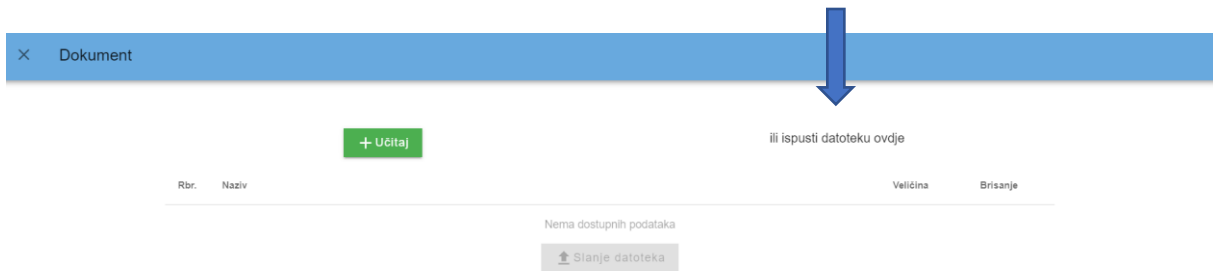 Dokument
+ Učitaj
ili ispusti datoteku ovdje
Rbr. Naziv Veličina Brisanje
Nema dostupnih podataka
Slanje datoteka